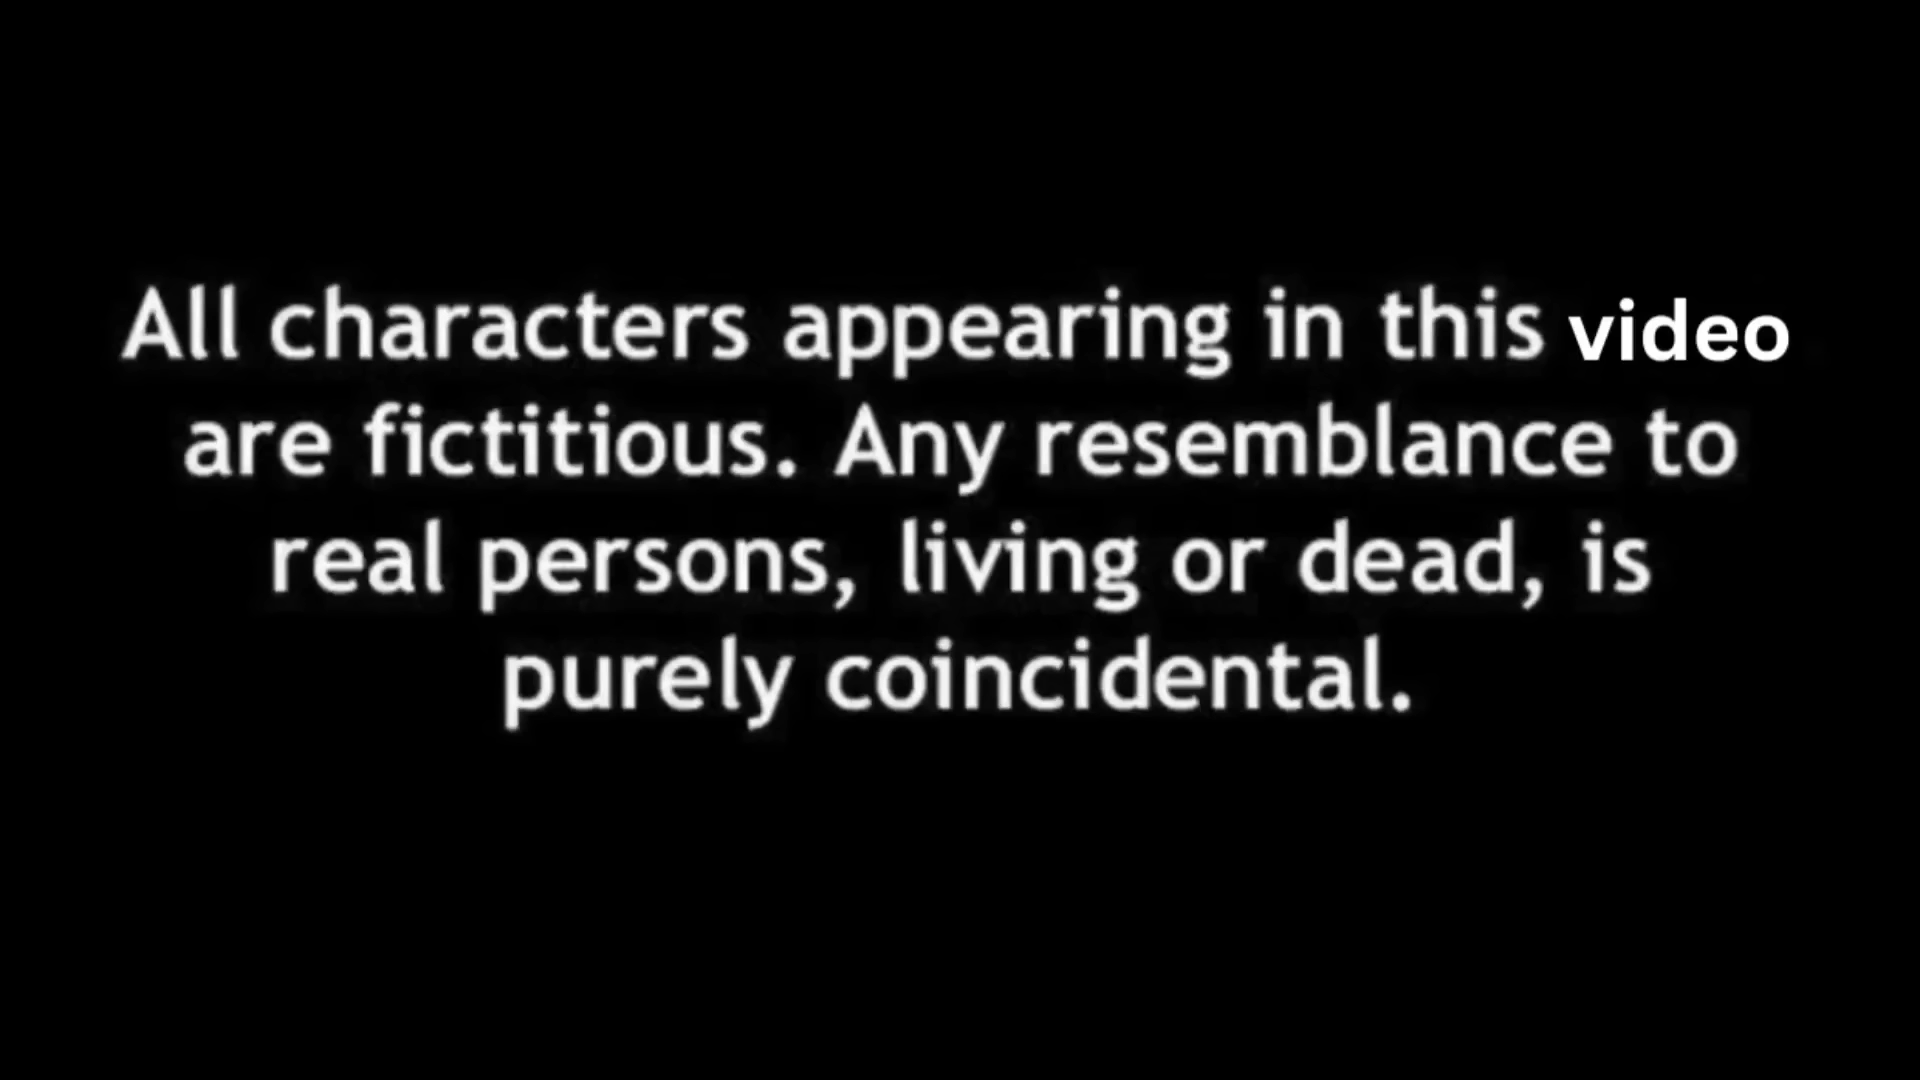 All characters appearing in this video
are fictitious. Any resemblance to
real persons, living or dead, is
purely coincidental.